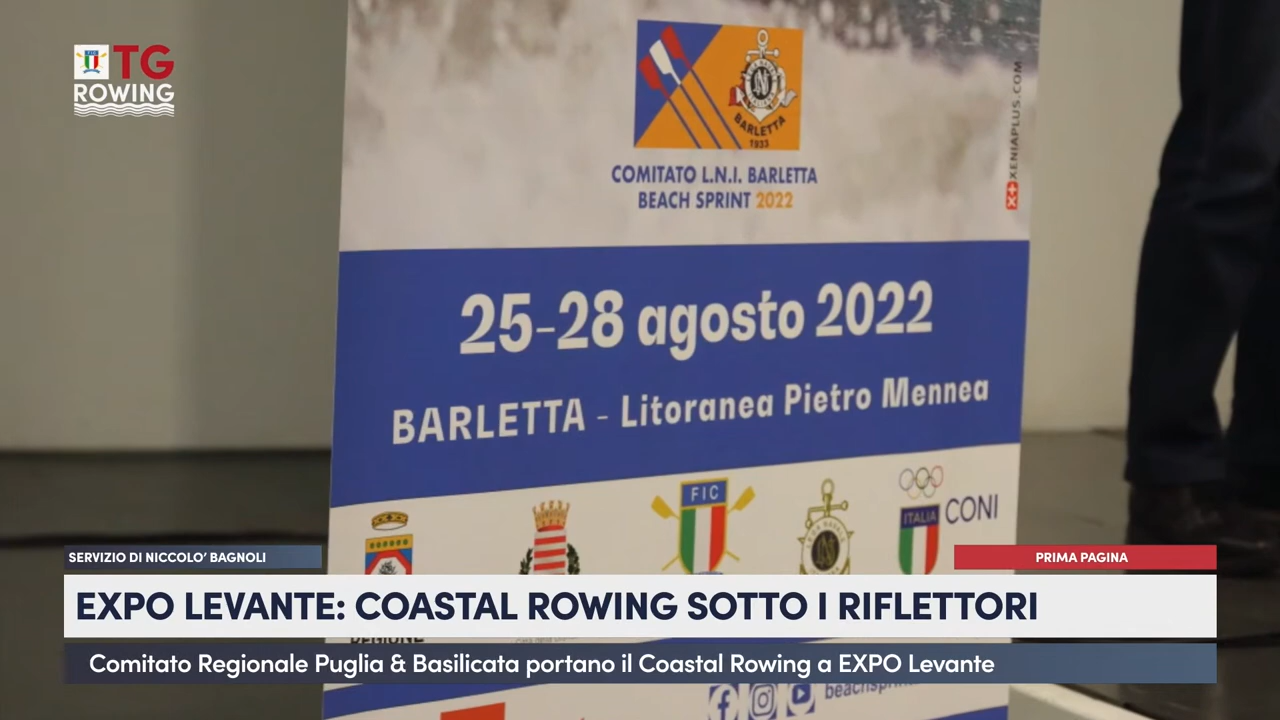 FIC
TG
ROWING
XENIAPLUS.COM
BARLETTA
1933
COMITATO L.N.I. BARLETTA
BEACH SPRINT 2022
25-28 agosto 2022
BARLETTA - Litoranea Pietro Mennea
FIC
ITALIA
CONI
SERVIZIO DI NICCOLO’ BAGNOLI
PRIMA PAGINA
EXPO LEVANTE: COASTAL ROWING SOTTO I RIFLETTORI
REGIONE
Comitato Regionale Puglia & Basilicata portano il Coastal Rowing a EXPO Levante